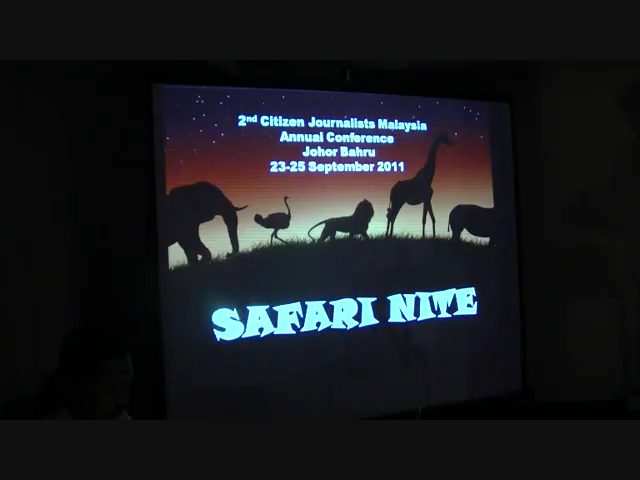 2nd Citizen Journalists Malaysia
Annual Conference
Johor Bahru
23-25 September 2011
SAFARI NITE